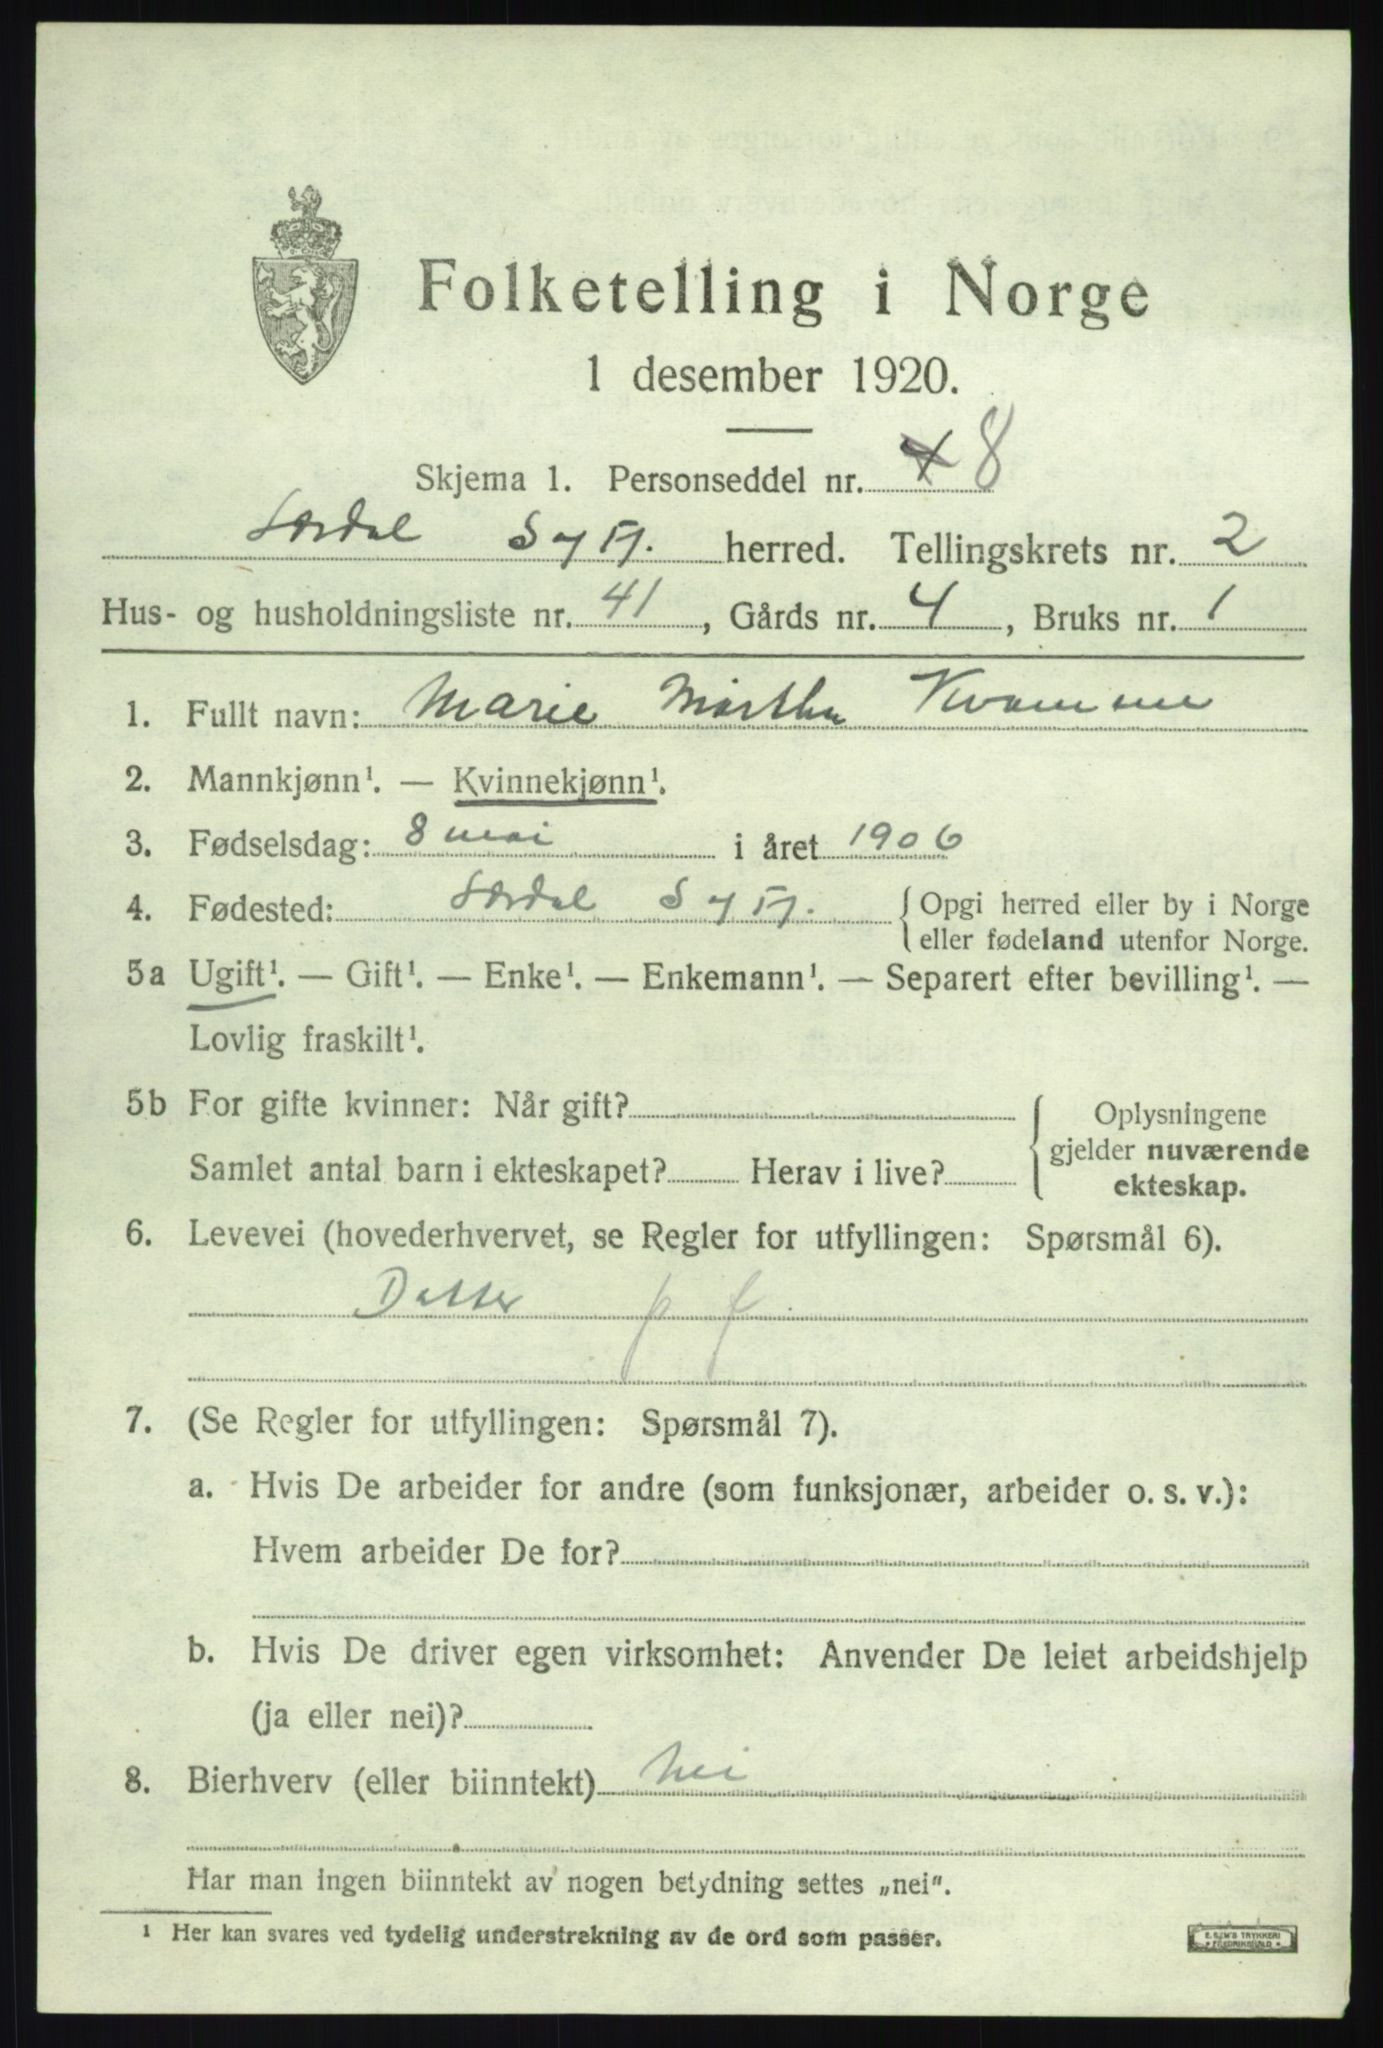 Folketelling i Norge
1 desember 1920.
Skjema 1. Personseddel nr. 8
Lærdal S og Fj. herred. Tellingskrets nr. 2
Hus- og husholdningsliste nr. 41, Gårds nr. 4, Bruks nr. 1
1. Fullt navn: Marie Martha Kvamme
2. Mannkjønn¹. — Kvinnekjønn¹.
3. Fødselsdag: 8 mai i året 1906
4. Fødested: Lærdal S og Fj. { Opgi herred eller by i Norge
eller fødeland utenfor Norge.
5a Ugift¹. — Gift¹. — Enke¹. — Enkemann¹. — Separert efter bevilling¹. —
Lovlig fraskilt¹.
5b For gifte kvinner: Når gift?
Samlet antal barn i ekteskapet? Herav i live?
{ Oplysningene
gjelder nuværende
ekteskap.
6. Levevei (hovederhvervet, se Regler for utfyllingen: Spørsmål 6).
Datter p f
7. (Se Regler for utfyllingen: Spørsmål 7).
a. Hvis De arbeider for andre (som funksjonær, arbeider o. s. v.):
Hvem arbeider De for?
b. Hvis De driver egen virksomhet: Anvender De leiet arbeidshjelp
(ja eller nei)?
8. Bierhverv (eller biinntekt) Nei
Har man ingen biinntekt av nogen betydning settes „nei".
¹ Her kan svares ved tydelig understrekning av de ord som passer.
E. SEM'S TRYKKERI
FREDRIKSHALD